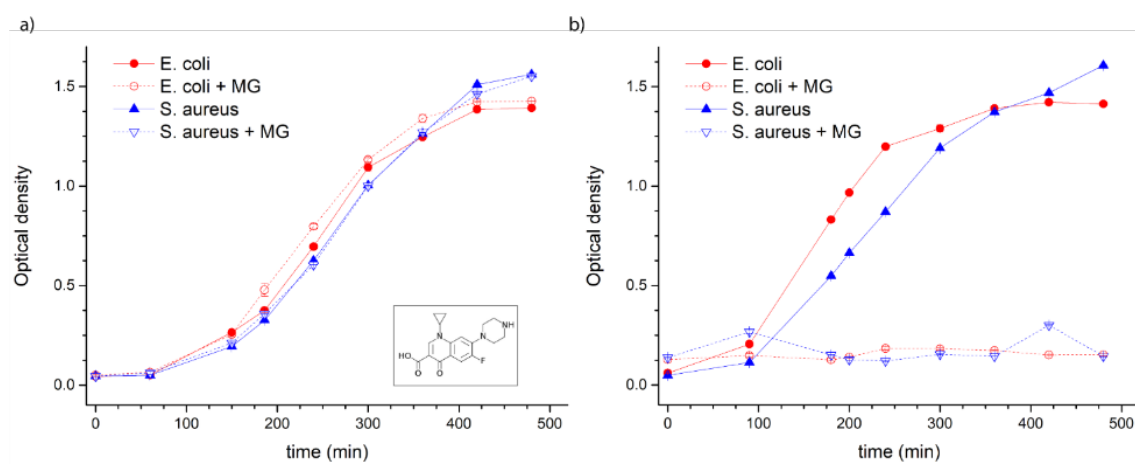 a)
E. coli
E. coli + MG
S. aureus
S. aureus + MG
1.5
1.0
0.5
0.0
Optical density
0 100 200 300 400 500
time (min)
N
N
NH
HO
F
O
O
b)
E. coli
E. coli + MG
S. aureus
S. aureus + MG
1.5
1.0
0.5
0.0
Optical density
0 100 200 300 400 500
time (min)